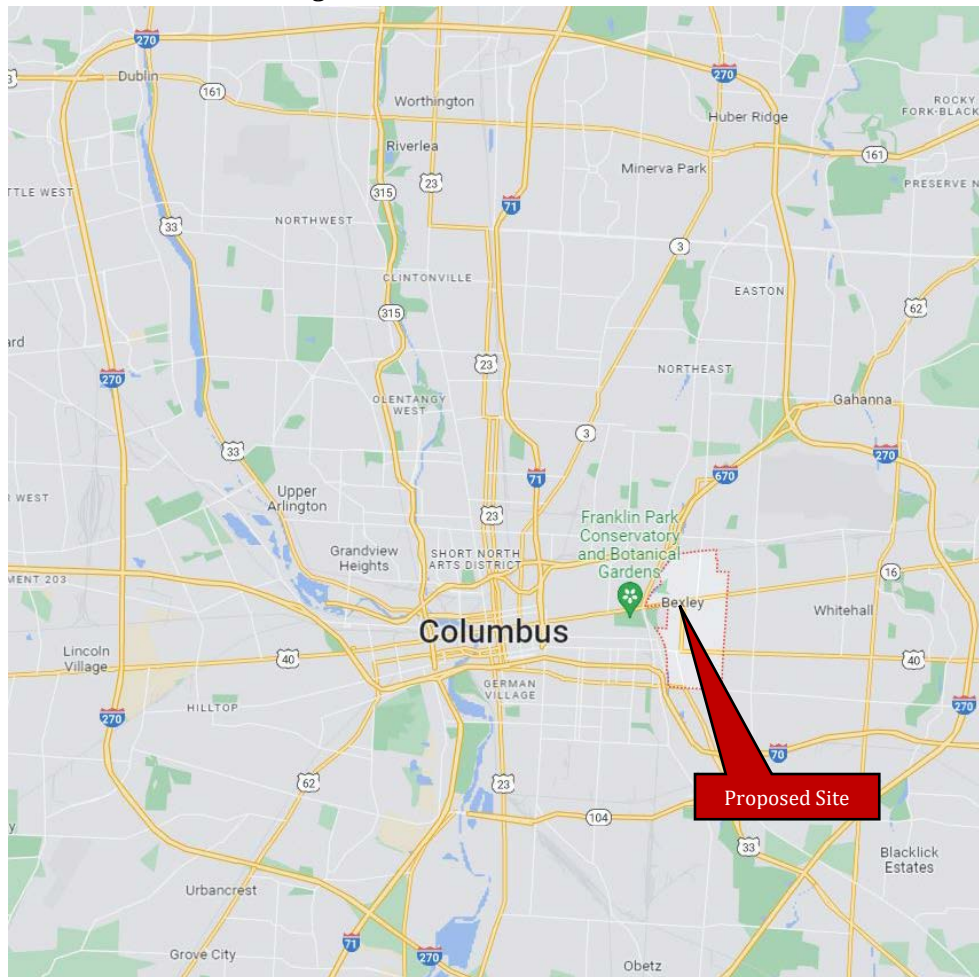 270
Dublin
161
Worthington
270
Huber Ridge
ROCKY
FORK-BLACK
Riverlea
161
315
23
Minerva Park
TTLE WEST
PRESERVE N
71
33
NORTHWEST
3
CLINTONVILLE
EASTON
315
62
ard
23
270
NORTHEAST
OLENTANGY
WEST
Gahanna
3
33
270
71
670
R WEST
Upper
Arlington
23
Franklin Park
Conservatory
and Botanical
Gardens
Grandview
Heights
SHORT NORTH
ARTS DISTRICT
MENT 203
16
Bexley
Whitehall
Columbus
Lincoln
Village
40
40
GERMAN
VILLAGE
HILLTOP
270
270
70
62
23
Proposed Site
104
y
33
Blacklick
Estates
Urbancrest
71
Grove City
270
Obetz